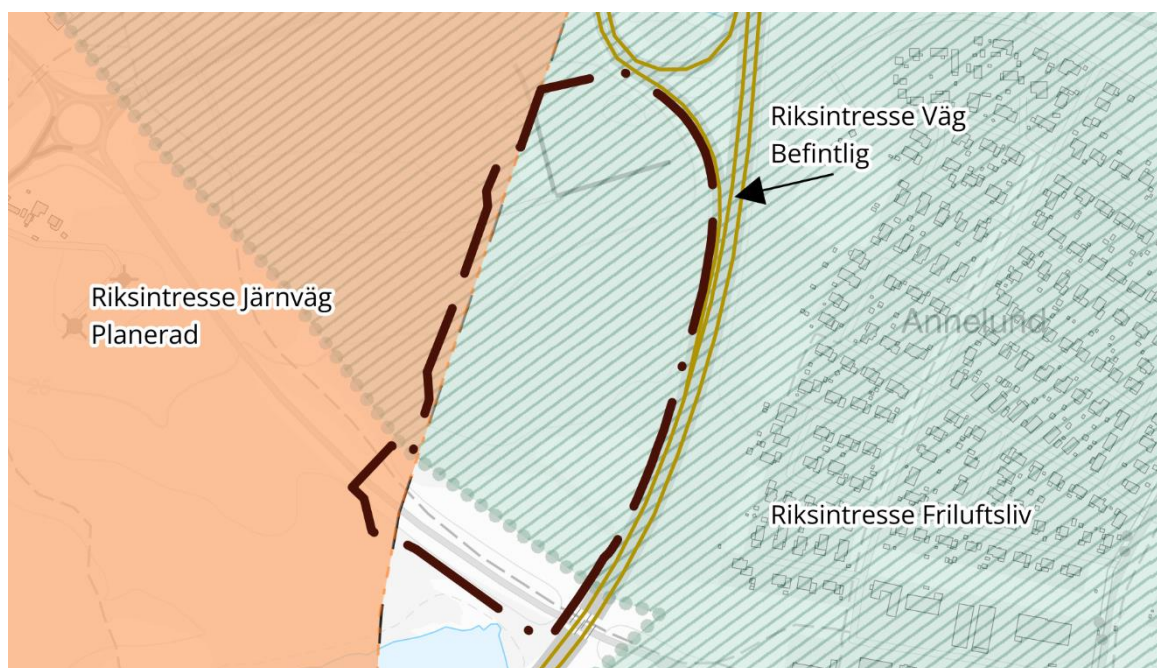 Riksintresse Väg
Befintlig
Riksintresse Järnväg
Planerad
Annelund
Riksintresse Friluftsliv